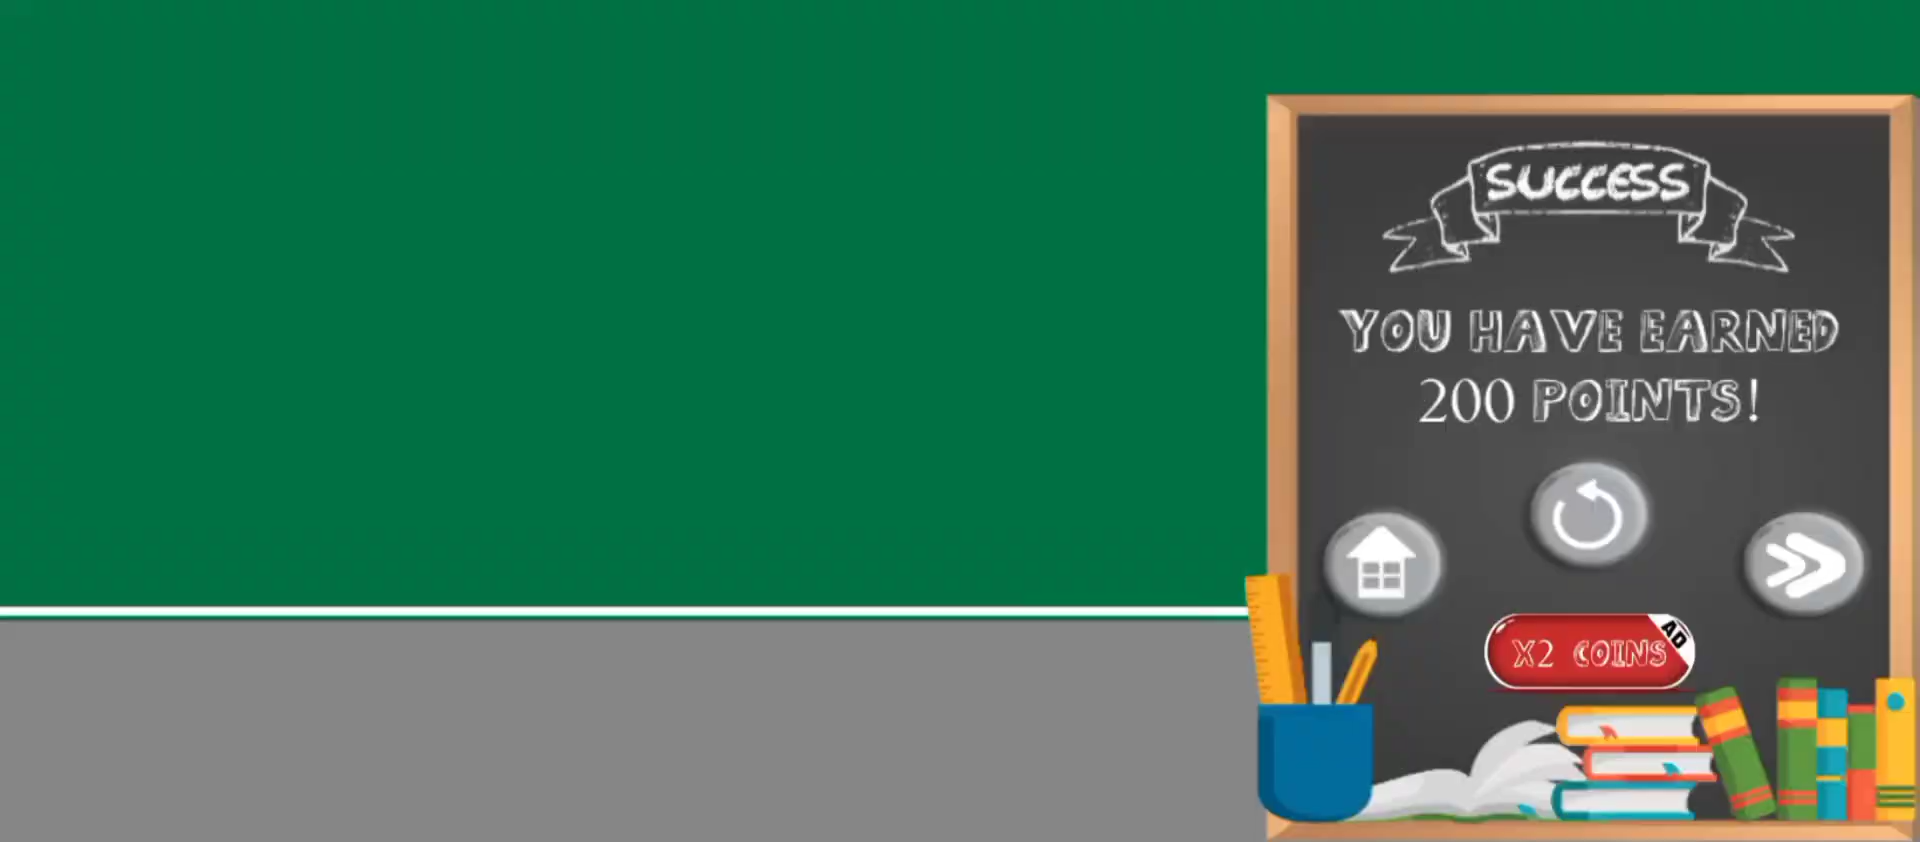 SUCCESS
YOU HAVE EARNED
200 POINTS!
X2 COINS
AD